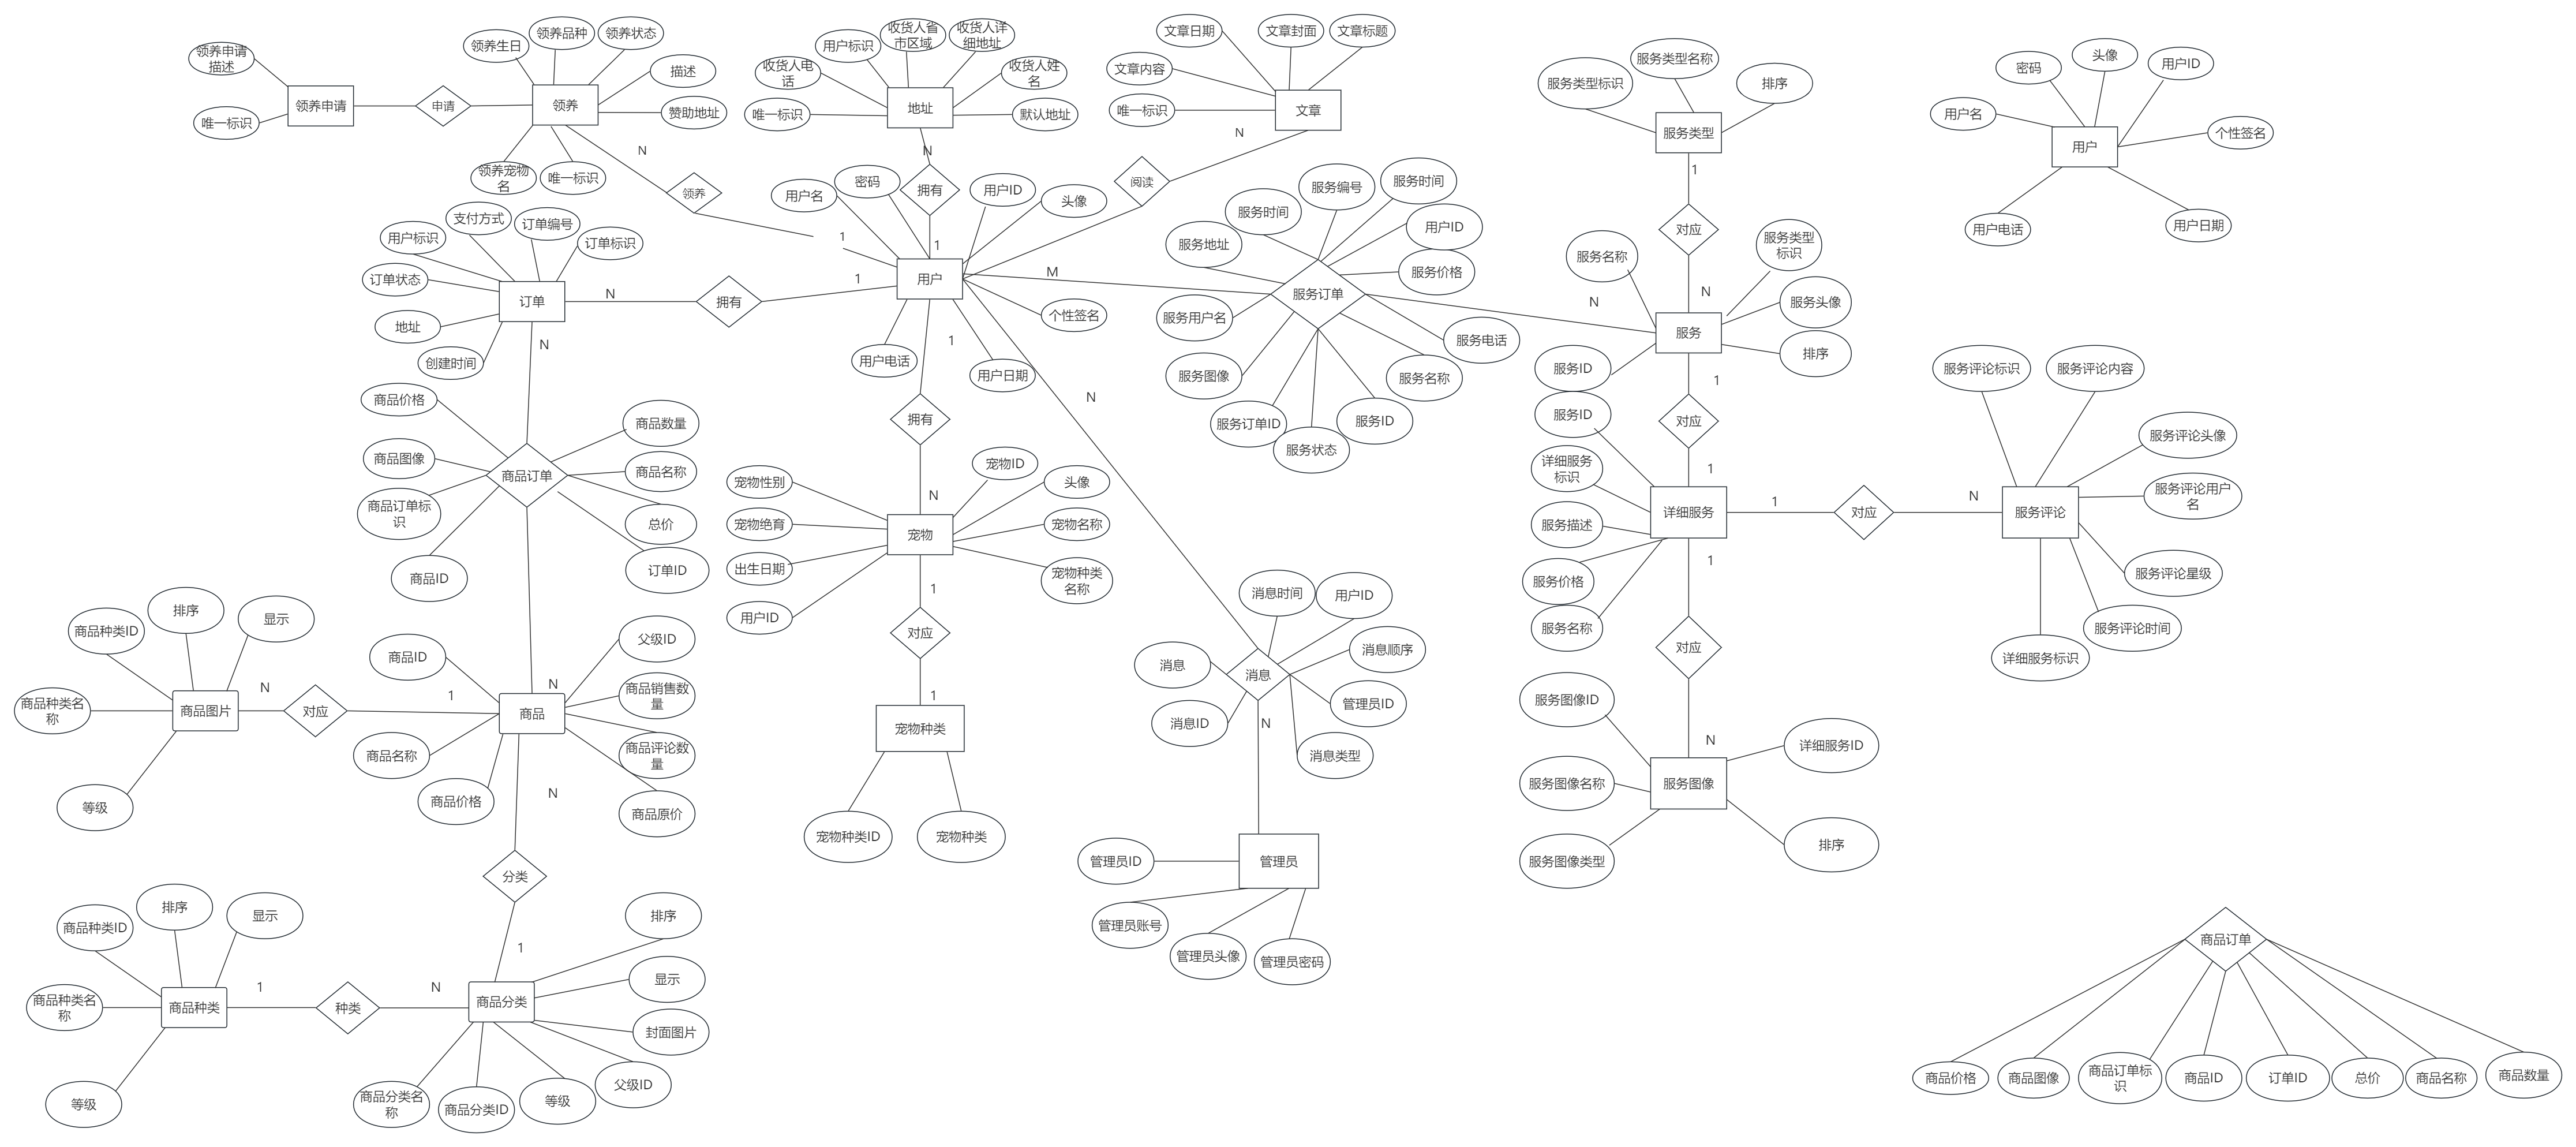 领养申请
描述
唯一标识
领养申请
申请
领养生日
领养品种
领养状态
描述
赞助地址
领养
领养宠物
名
唯一标识
N
领养
1
收货人电
话
用户标识
收货人省
市区域
收货人详
细地址
收货人姓
名
唯一标识
默认地址
地址
N
拥有
1
文章日期
文章封面
文章标题
文章内容
唯一标识
文章
N
阅读
用户名
密码
用户ID
头像
用户
个性签名
用户电话
用户日期
用户标识
支付方式
订单编号
订单标识
订单状态
订单
地址
创建时间
N
拥有
1
N
商品价格
商品图像
商品订单标
识
商品ID
商品订单
商品数量
商品名称
总价
订单ID
N
1
拥有
N
宠物性别
宠物绝育
出生日期
用户ID
宠物
宠物ID
头像
宠物名称
宠物种类
名称
1
对应
1
宠物种类
宠物种类ID
宠物种类
M
服务订单
服务地址
服务时间
服务编号
服务时间
用户ID
服务价格
服务用户名
服务图像
服务订单ID
服务状态
服务ID
服务名称
服务电话
N
N
消息
消息时间
用户ID
消息
消息顺序
管理员ID
消息ID
消息类型
N
管理员
管理员ID
管理员账号
管理员头像
管理员密码
服务类型标识
服务类型名称
排序
服务类型
1
对应
N
服务名称
服务类型
标识
服务头像
服务
排序
服务ID
1
对应
1
服务ID
详细服务
标识
服务描述
服务价格
服务名称
详细服务
1
对应
N
服务评论标识
服务评论内容
服务评论头像
服务评论用户
名
服务评论
服务评论星级
服务评论时间
详细服务标识
1
对应
N
服务图像ID
服务图像名称
服务图像类型
服务图像
详细服务ID
排序
用户名
密码
头像
用户ID
个性签名
用户
用户电话
用户日期
商品种类ID
排序
显示
商品种类名
称
商品图片
等级
N
对应
1
商品ID
商品名称
商品价格
商品
父级ID
商品销售数
量
商品评论数
量
商品原价
N
分类
1
商品种类ID
排序
显示
商品种类名
称
商品种类
等级
1
种类
N
商品分类
排序
显示
封面图片
父级ID
等级
商品分类ID
商品分类名
称
商品订单
商品价格
商品图像
商品订单标
识
商品ID
订单ID
总价
商品名称
商品数量